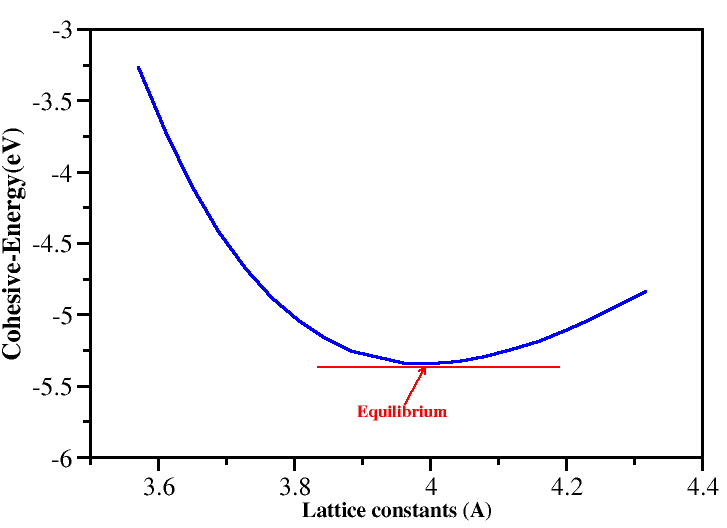 -3
-3.5
-4
-4.5
-5
-5.5
-6
Cohesive-Energy(eV)
Equilibrium
3.6 3.8 4 4.2 4.4
Lattice constants (A)